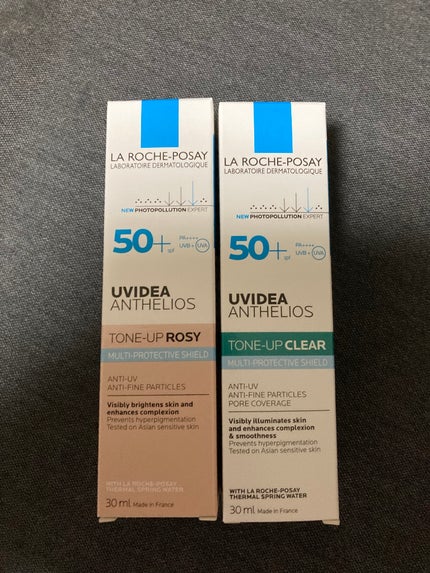 LA ROCHE-POSAY
LABORATOIRE DERMATOLOGIQUE
NEW PHOTOPOLLUTION EXPERT
50+ SPF
PA++++
UVB + UVA
UVIDEA
ANTHELIOS
TONE-UP ROSY
MULTI-PROTECTIVE SHIELD
ANTI-UV
ANTI-FINE PARTICLES
Visibly brightens skin and
enhances complexion
Prevents hyperpigmentation
Tested on Asian sensitive skin
WITH LA ROCHE-POSAY
THERMAL SPRING WATER
30 ml Made in France
LA ROCHE-POSAY
LABORATOIRE DERMATOLOGIQUE
NEW PHOTOPOLLUTION EXPERT
50+ SPF
PA++++
UVB + UVA
UVIDEA
ANTHELIOS
TONE-UP CLEAR
MULTI-PROTECTIVE SHIELD
ANTI-UV
ANTI-FINE PARTICLES
PORE COVERAGE
Visibly illuminates skin
and enhances complexion
& smoothness
Prevents hyperpigmentation
Tested on Asian sensitive skin
WITH LA ROCHE-POSAY
THERMAL SPRING WATER
30 ml Made in France